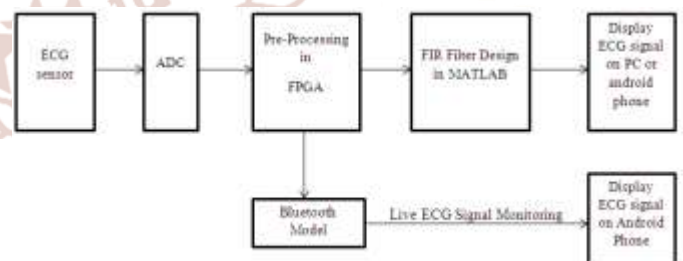 ECG
sensor
ADC
Pre-Processing
in
FPGA
FIR Filter Design
in MATLAB
Display
ECG signal
on PC or
android
phone
Bluetooth
Model
Live ECG Signal Monitoring
Display
ECG signal
on Android
Phone